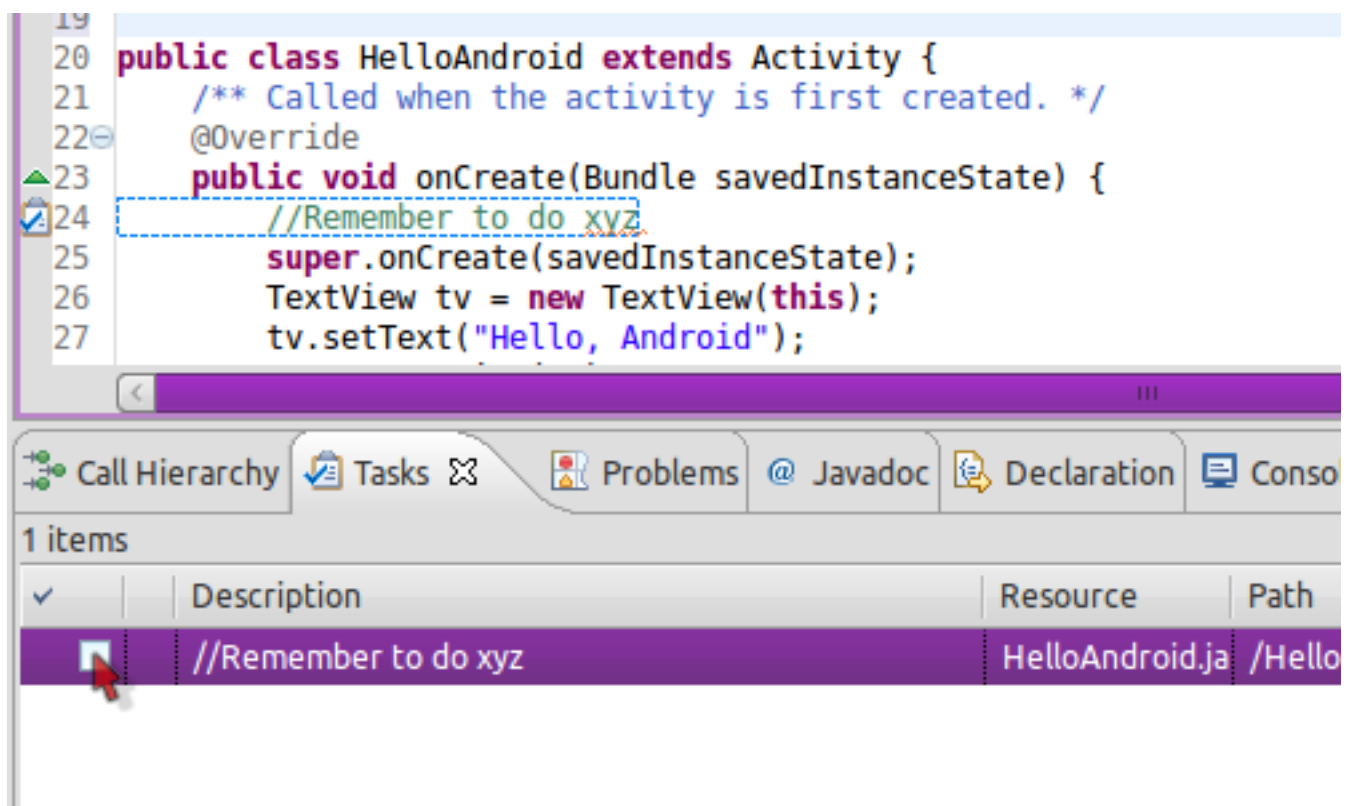 19
20 public class HelloAndroid extends Activity {
21 /** Called when the activity is first created. */
22 @Override
23 public void onCreate(Bundle savedInstanceState) {
24 //Remember to do xyz
25 super.onCreate(savedInstanceState);
26 TextView tv = new TextView(this);
27 tv.setText("Hello, Android");
Call Hierarchy Tasks Problems @ Javadoc Declaration Conso
1 items
Description Resource Path
//Remember to do xyz HelloAndroid.ja /Hello